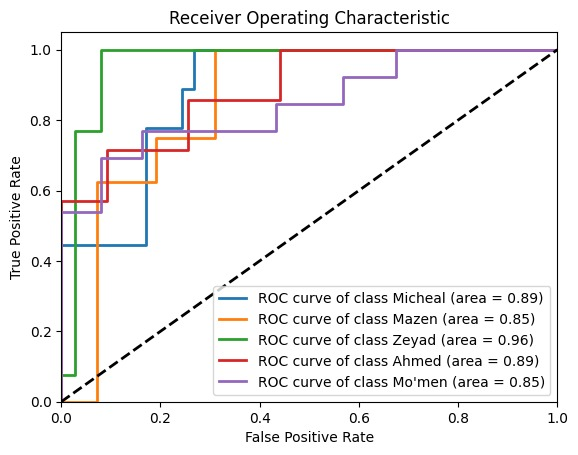 Receiver Operating Characteristic
True Positive Rate
1.0
0.8
0.6
0.4
0.2
0.0
ROC curve of class Micheal (area = 0.89)
ROC curve of class Mazen (area = 0.85)
ROC curve of class Zeyad (area = 0.96)
ROC curve of class Ahmed (area = 0.89)
ROC curve of class Mo'men (area = 0.85)
0.0 0.2 0.4 0.6 0.8 1.0
False Positive Rate